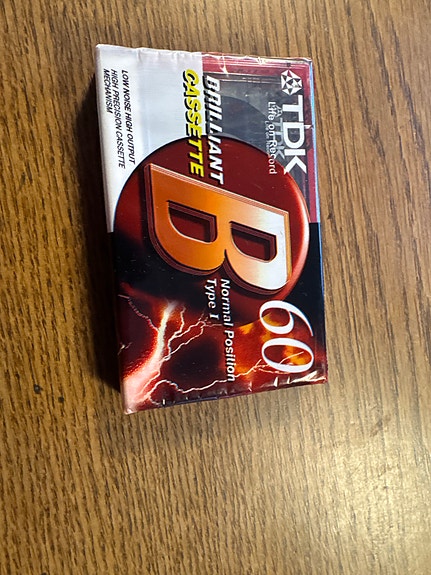 TDK
Life on Record
BRILLIANT
CASSETTE
LOW NOISE HIGH OUTPUT
HIGH PRECISION CASSETTE
MECHANISM
B
60
Normal Position
Type I